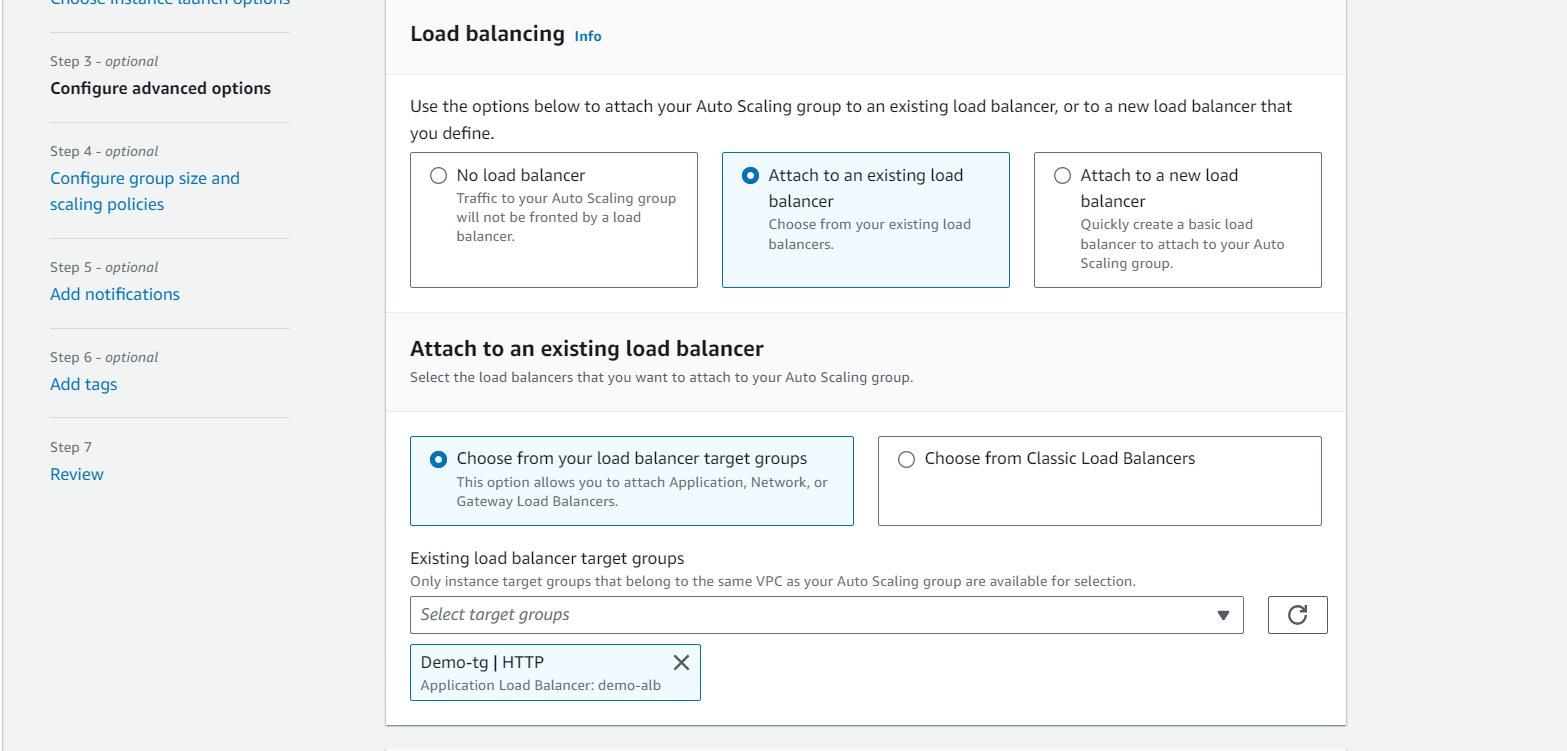 Choose instance launch options
Step 3 - optional
Configure advanced options
Step 4 - optional
Configure group size and
scaling policies
Step 5 - optional
Add notifications
Step 6 - optional
Add tags
Step 7
Review
Load balancing Info
Use the options below to attach your Auto Scaling group to an existing load balancer, or to a new load balancer that
you define.
No load balancer
Traffic to your Auto Scaling group
will not be fronted by a load
balancer.
Attach to an existing load
balancer
Choose from your existing load
balancers.
Attach to a new load
balancer
Quickly create a basic load
balancer to attach to your Auto
Scaling group.
Attach to an existing load balancer
Select the load balancers that you want to attach to your Auto Scaling group.
Choose from your load balancer target groups
This option allows you to attach Application, Network, or
Gateway Load Balancers.
Choose from Classic Load Balancers
Existing load balancer target groups
Only instance target groups that belong to the same VPC as your Auto Scaling group are available for selection.
Select target groups
Demo-tg | HTTP
Application Load Balancer: demo-alb